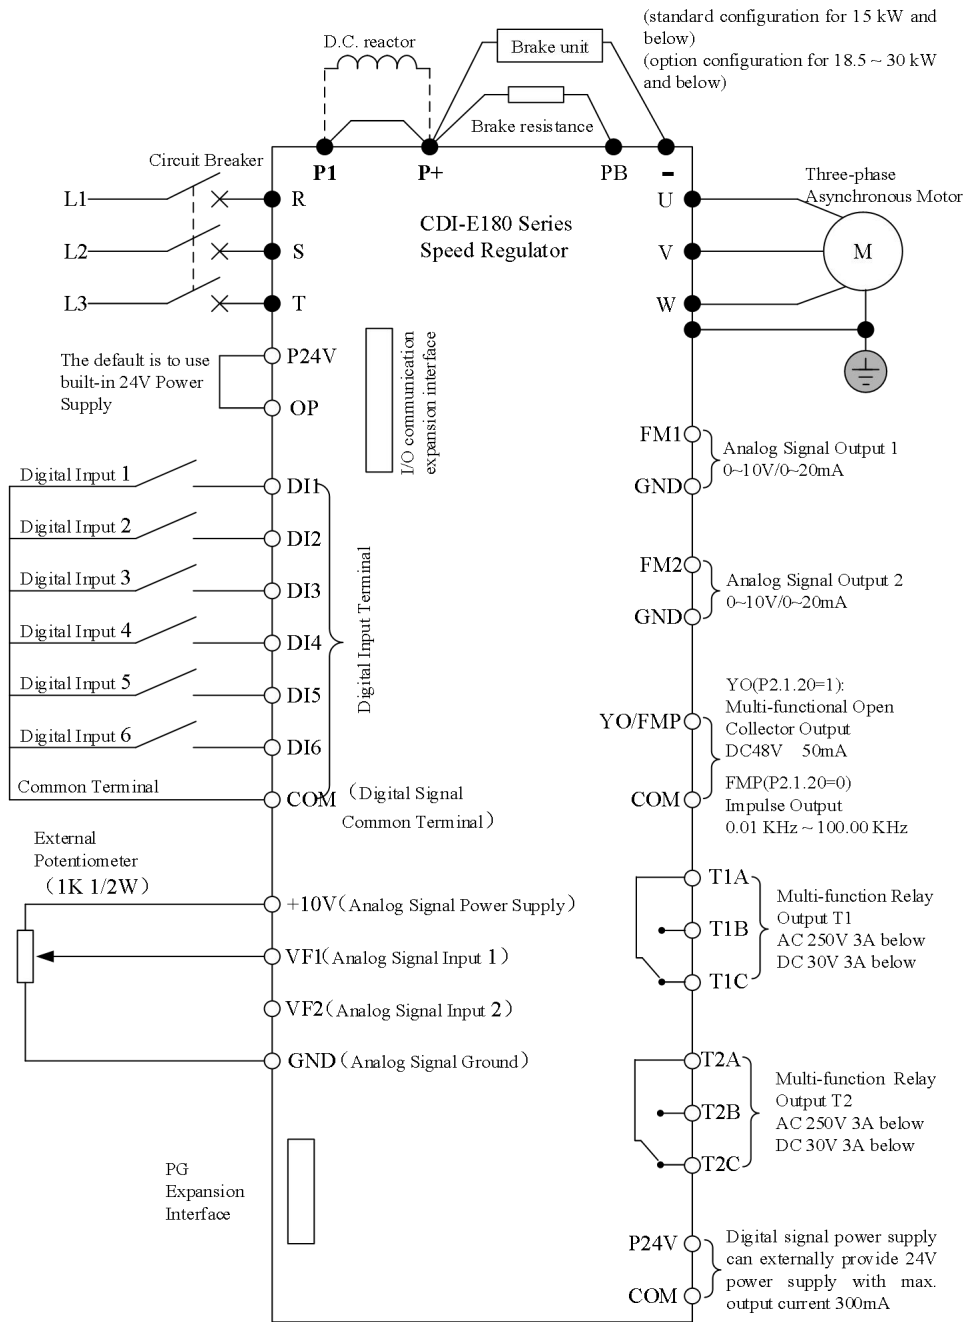 (standard configuration for 15 kW and
below)
(option configuration for 18.5 ~ 30 kW
and below)
D.C. reactor
Brake unit
Brake resistance
Circuit Breaker
P1
P+
PB
-
Three-phase
Asynchronous Motor
L1
R
CDI-E180 Series
Speed Regulator
U
L2
S
V
M
L3
T
W
The default is to use
built-in 24V Power
Supply
P24V
OP
I/O communication
expansion interface
FM1
GND
Analog Signal Output 1
0~10V/0~20mA
Digital Input 1
DI1
Digital Input 2
DI2
Digital Input 3
DI3
Digital Input 4
DI4
Digital Input 5
DI5
Digital Input 6
DI6
Common Terminal
COM
(Digital Signal
Common Terminal)
Digital Input Terminal
FM2
GND
Analog Signal Output 2
0~10V/0~20mA
YO/FMP
COM
YO(P2.1.20=1):
Multi-functional Open
Collector Output
DC48V 50mA
FMP(P2.1.20=0)
Impulse Output
0.01 KHz ~ 100.00 KHz
External
Potentiometer
(1K 1/2W)
+10V(Analog Signal Power Supply)
VF1(Analog Signal Input 1)
VF2(Analog Signal Input 2)
GND(Analog Signal Ground)
T1A
T1B
T1C
Multi-function Relay
Output T1
AC 250V 3A below
DC 30V 3A below
T2A
T2B
T2C
Multi-function Relay
Output T2
AC 250V 3A below
DC 30V 3A below
PG
Expansion
Interface
P24V
COM
Digital signal power supply
can externally provide 24V
power supply with max.
output current 300mA